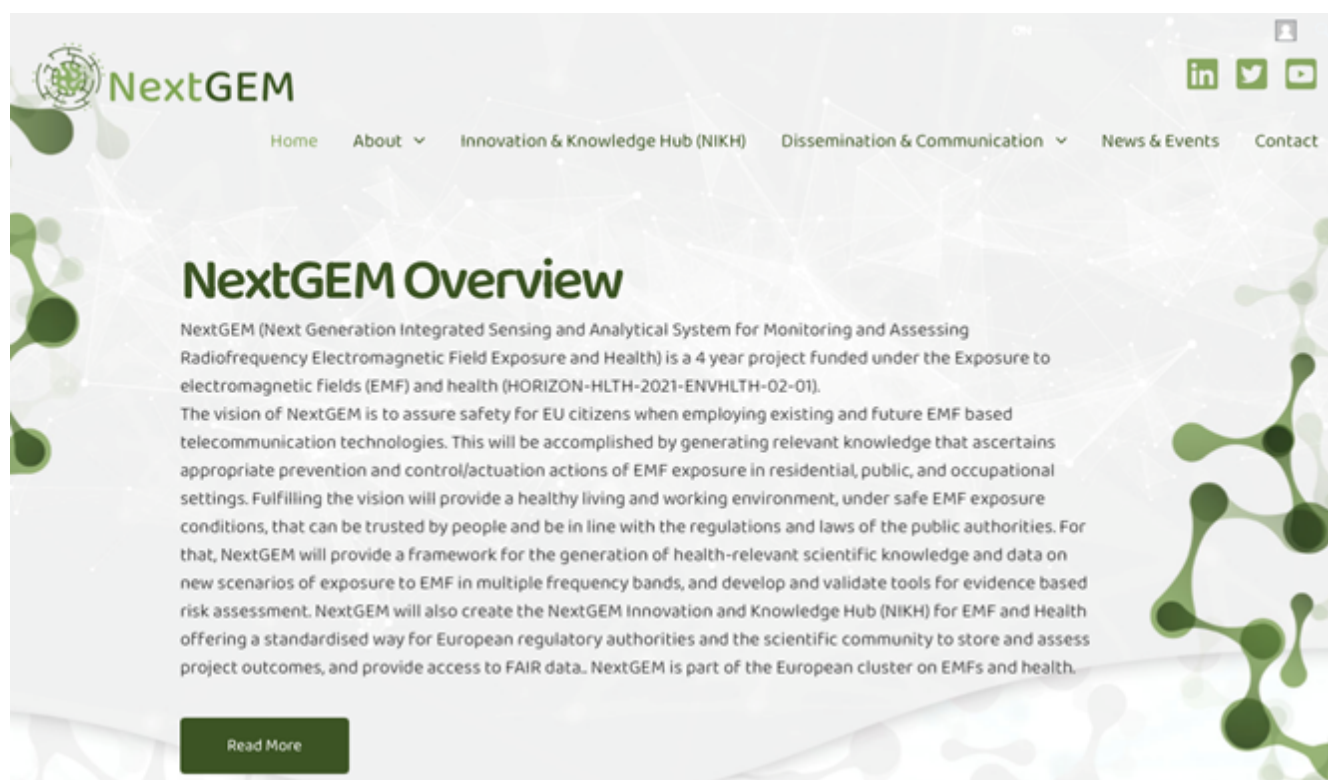 NextGEM
Home About Innovation & Knowledge Hub (NIKH) Dissemination & Communication News & Events Contact
NextGEM Overview
NextGEM (Next Generation Integrated Sensing and Analytical System for Monitoring and Assessing
Radiofrequency Electromagnetic Field Exposure and Health) is a 4 year project funded under the Exposure to
electromagnetic fields (EMF) and health (HORIZON-HLTH-2021-ENVHLTH-02-01).
The vision of NextGEM is to assure safety for EU citizens when employing existing and future EMF based
telecommunication technologies. This will be accomplished by generating relevant knowledge that ascertains
appropriate prevention and control/actuation actions of EMF exposure in residential, public, and occupational
settings. Fulfilling the vision will provide a healthy living and working environment, under safe EMF exposure
conditions, that can be trusted by people and be in line with the regulations and laws of the public authorities. For
that, NextGEM will provide a framework for the generation of health-relevant scientific knowledge and data on
new scenarios of exposure to EMF in multiple frequency bands, and develop and validate tools for evidence based
risk assessment. NextGEM will also create the NextGEM Innovation and Knowledge Hub (NIKH) for EMF and Health
offering a standardised way for European regulatory authorities and the scientific community to store and assess
project outcomes, and provide access to FAIR data.. NextGEM is part of the European cluster on EMFs and health.
Read More